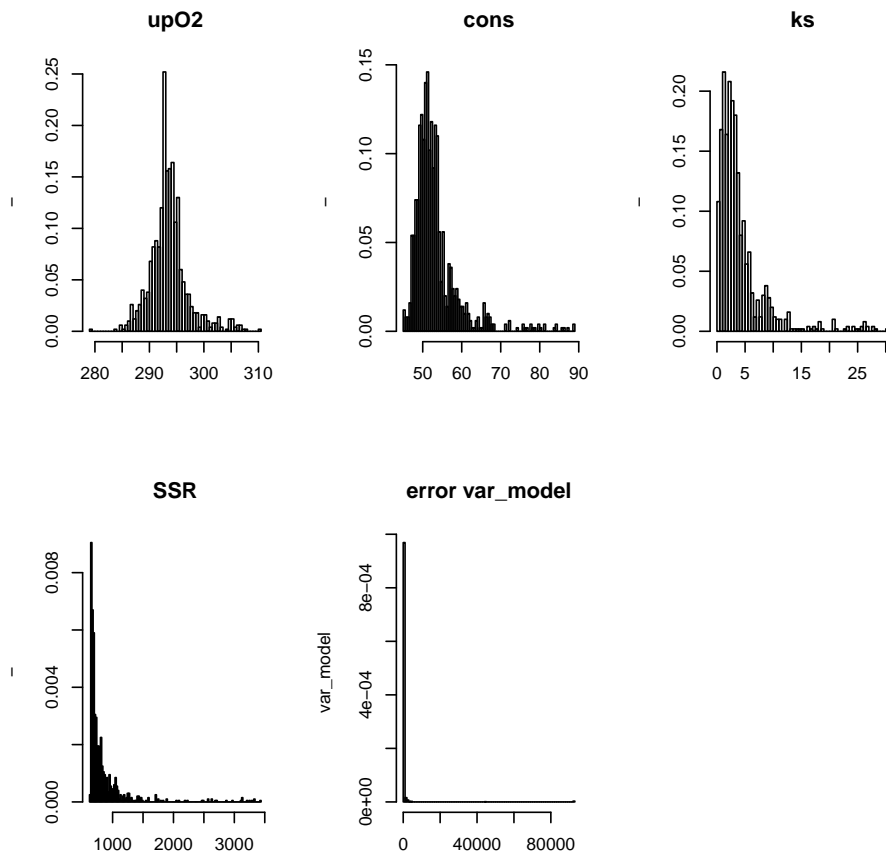 upO2
cons
ks
0.00 0.05 0.10 0.15 0.20 0.25
–
280 290 300 310
0.00 0.05 0.10 0.15
–
50 60 70 80 90
0.00 0.05 0.10 0.15 0.20
–
0 5 15 25
SSR
error var_model
0.000 0.004 0.008
–
1000 2000 3000
0e+00 4e-04 8e-04
var_model
0 40000 80000